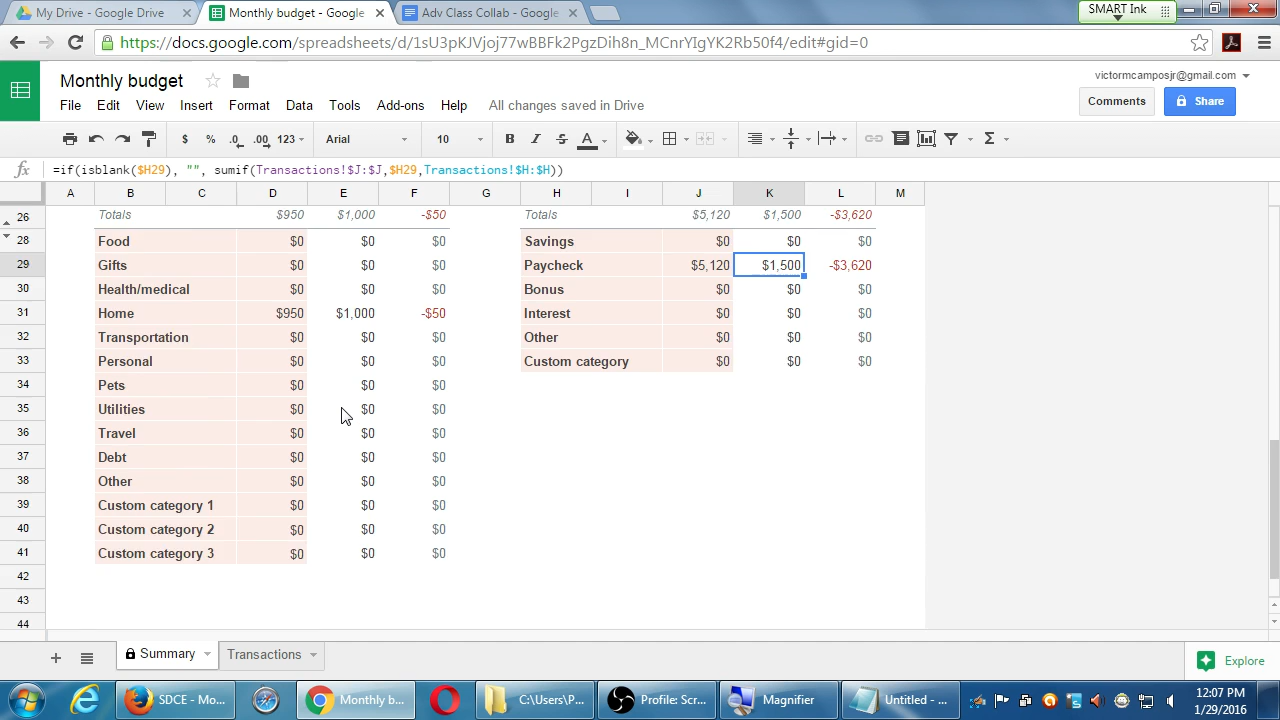 My Drive - Google Drive
Monthly budget - Google
Adv Class Collab - Google
SMART Ink
https://docs.google.com/spreadsheets/d/1sU3pKJVjoj77wBBFk2PgzDih8n_MCnrYIgYK2Rb50f4/edit#gid=0
Monthly budget
victormcamposjr@gmail.com
File Edit View Insert Format Data Tools Add-ons Help All changes saved in Drive
Comments Share
$ % .0 .00 123 Arial 10 B I S A Σ
fx =if(isblank($H29), "", sumif(Transactions!$J:$J,$H29,Transactions!$H:$H))
A B C D E F G H I J K L M
26 Totals $950 $1,000 -$50 Totals $5,120 $1,500 -$3,620
28 Food $0 $0 $0 Savings $0 $0 $0
29 Gifts $0 $0 $0 Paycheck $5,120 $1,500 -$3,620
30 Health/medical $0 $0 $0 Bonus $0 $0 $0
31 Home $950 $1,000 -$50 Interest $0 $0 $0
32 Transportation $0 $0 $0 Other $0 $0 $0
33 Personal $0 $0 $0 Custom category $0 $0 $0
34 Pets $0 $0 $0
35 Utilities $0 $0 $0
36 Travel $0 $0 $0
37 Debt $0 $0 $0
38 Other $0 $0 $0
39 Custom category 1 $0 $0 $0
40 Custom category 2 $0 $0 $0
41 Custom category 3 $0 $0 $0
42
43
44
Summary Transactions
Explore
SDCE - Mo...
Monthly b...
C:\Users\P...
Profile: Scr...
Magnifier
Untitled - ...
12:07 PM
1/29/2016